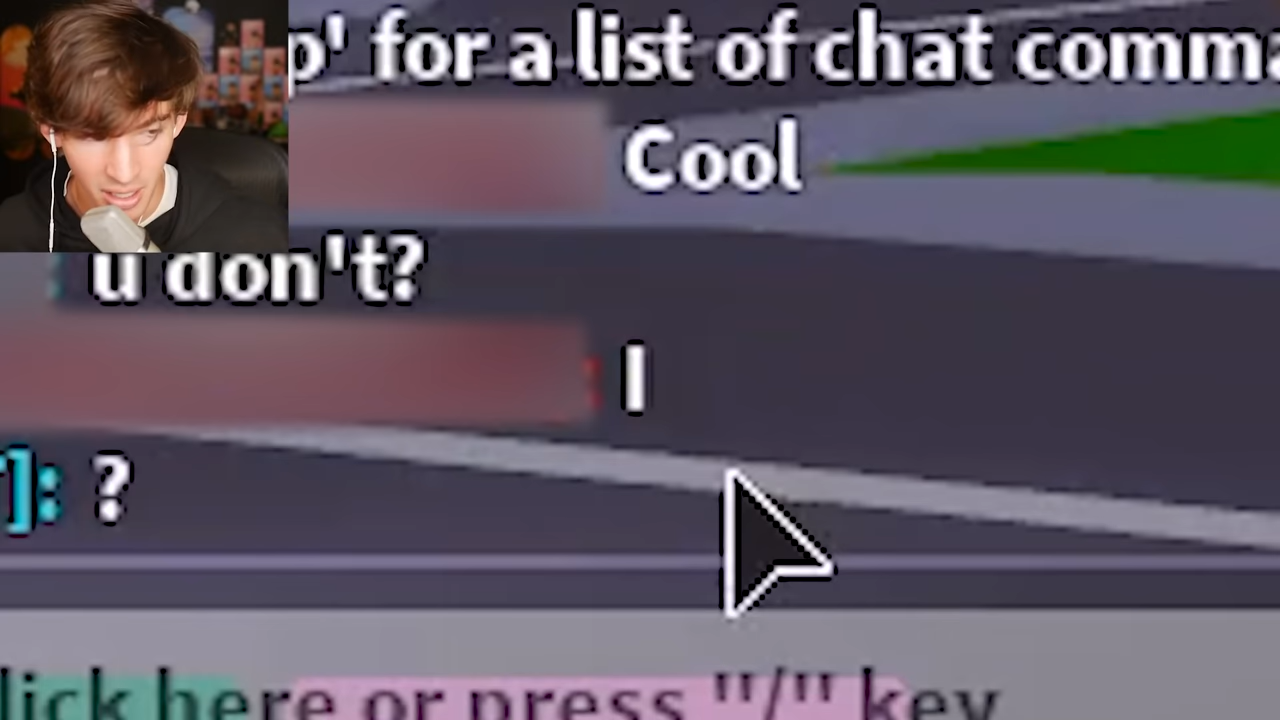 p' for a list of chat comma
Cool
u don't?
: I
]: ?
lick here or press "/" key